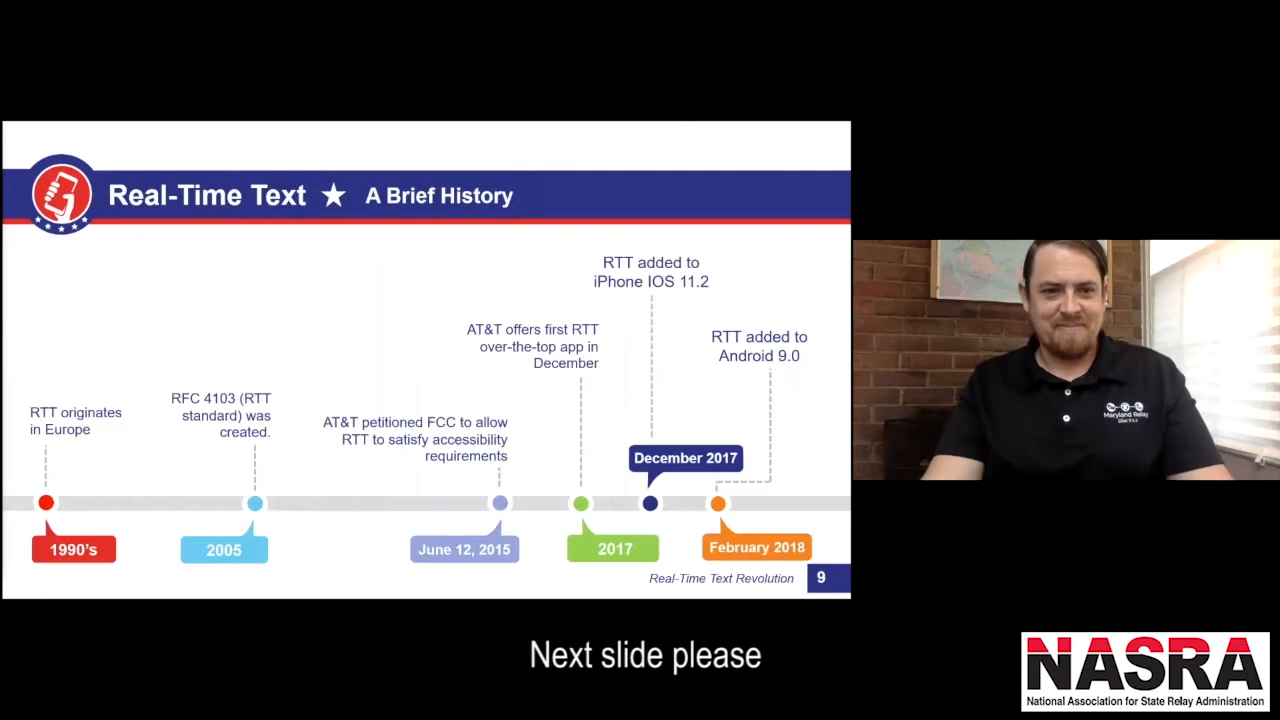 Real-Time Text ★ A Brief History
RTT added to
iPhone IOS 11.2
AT&T offers first RTT
over-the-top app in
December
RTT added to
Android 9.0
RTT originates
in Europe
RFC 4103 (RTT
standard) was
created.
AT&T petitioned FCC to allow
RTT to satisfy accessibility
requirements
December 2017
1990's
2005
June 12, 2015
2017
February 2018
Real-Time Text Revolution
9
Maryland Relay
Next slide please
NASRA
National Association for State Relay Administration